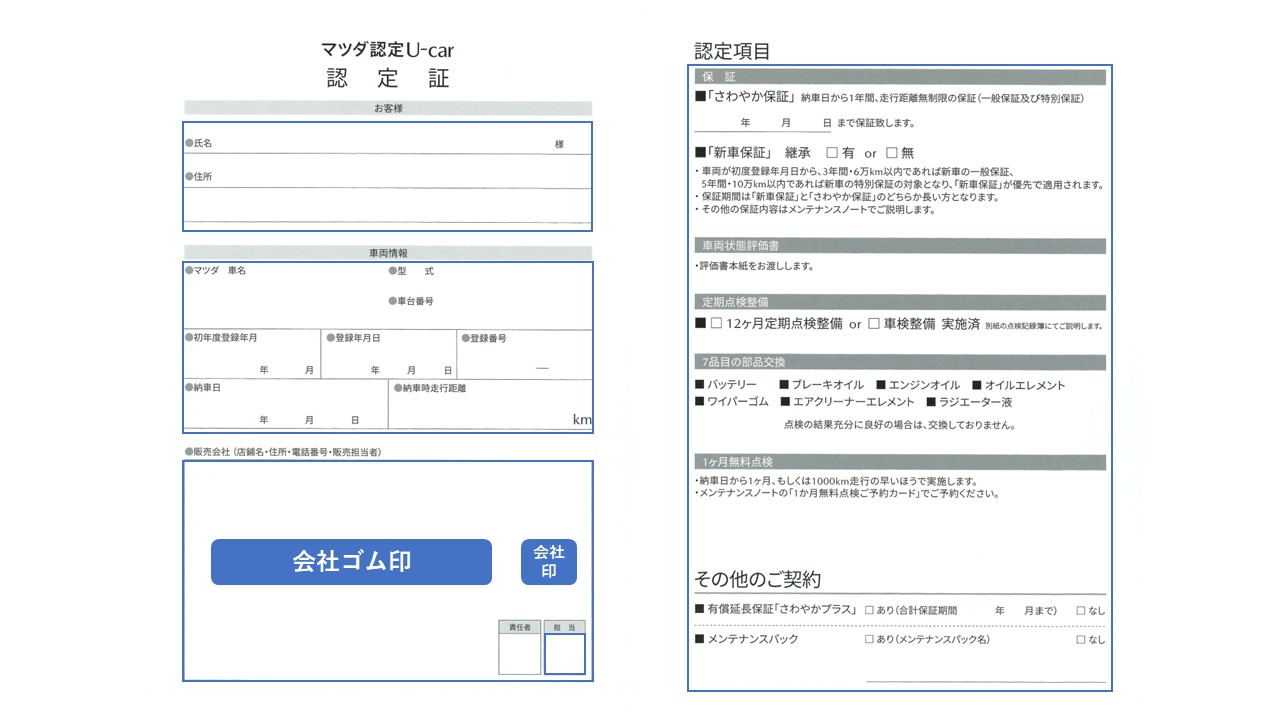 マツダ認定U-car
認 定 証
お客様
●氏名 様
●住所
車両情報
●マツダ 車名 ●型 式
●車台番号
●初年度登録年月 ●登録年月日 ●登録番号
年 月 年 月 日 —
●納車日 ●納車時走行距離
年 月 日 km
●販売会社（店鋪名・住所・電話番号・販売担当者）
会社ゴム印
会社
印
責任者 担 当
認定項目
保 証
■「さわやか保証」 納車日から1年間、走行距離無制限の保証（一般保証及び特別保証）
年 月 日 まで保証致します。
■「新車保証」 継承 □ 有 or □ 無
・車両が初度登録年月日から、3年間・6万km以内であれば新車の一般保証、
5年間・10万km以内であれば新車の特別保証の対象となり、「新車保証」が優先で適用されます。
・保証期間は「新車保証」と「さわやか保証」のどちらか長い方となります。
・その他の保証内容はメンテナンスノートでご説明します。
車両状態評価書
・評価書本紙をお渡しします。
定期点検整備
■ □ 12ヶ月定期点検整備 or □ 車検整備 実施済 別紙の点検記録簿にてご説明します。
7品目の部品交換
■ バッテリー ■ ブレーキオイル ■ エンジンオイル ■ オイルエレメント
■ ワイパーゴム ■ エアクリーナーエレメント ■ ラジエーター液
点検の結果充分に良好の場合は、交換しておりません。
1ヶ月無料点検
・納車日から1ヶ月、もしくは1000km走行の早いほうで実施します。
・メンテナンスノートの「1か月無料点検ご予約カード」でご予約ください。
その他のご契約
■ 有償延長保証「さわやかプラス」 □ あり（合計保証期間 年 月まで） □ なし
■ メンテナンスパック □ あり（メンテナンスパック名） □ なし